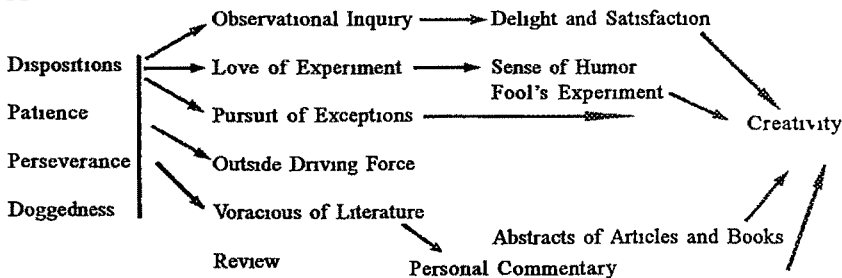 Observational Inquiry Delight and Satisfaction
Dispositions Love of Experiment Sense of Humor
Fool's Experiment
Patience Pursuit of Exceptions
Creativity
Perseverance Outside Driving Force
Doggedness Voracious of Literature
Abstracts of Articles and Books
Review Personal Commentary